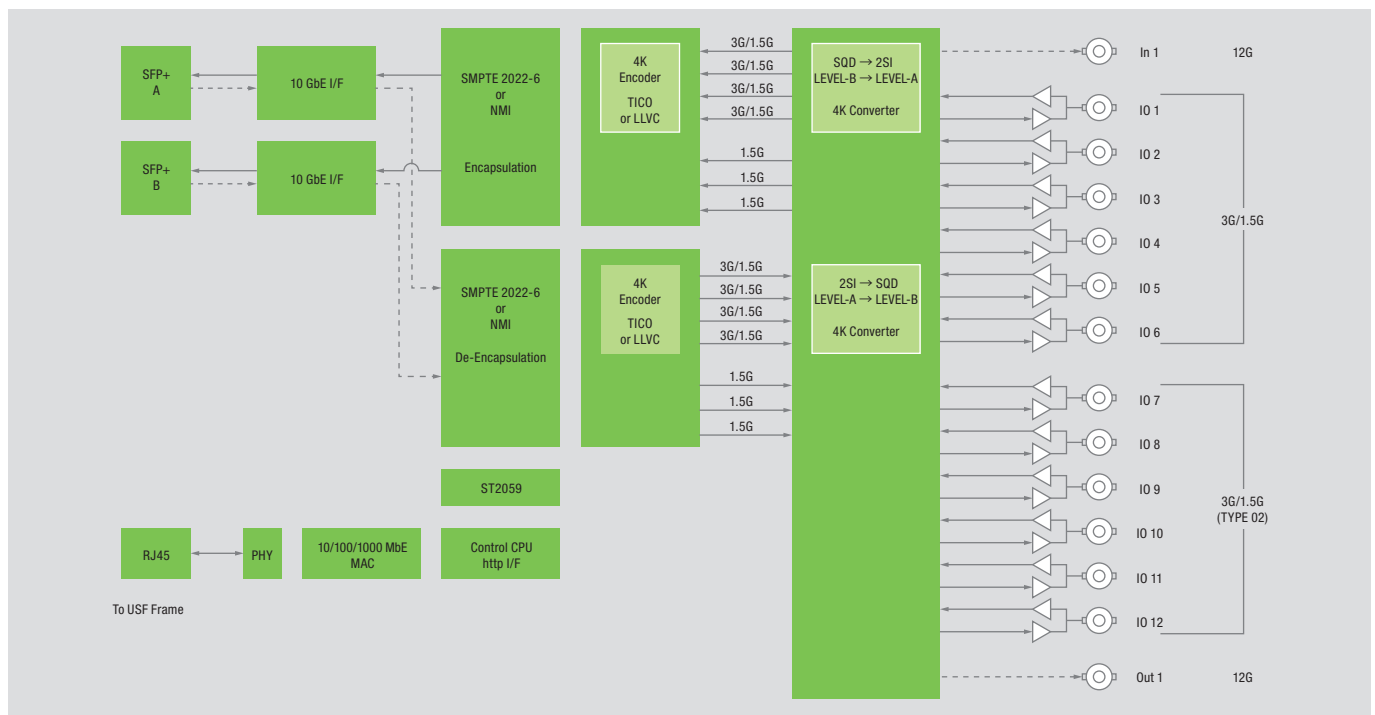 SFP+
A
10 GbE I/F
SMPTE 2022-6
or
NMI
Encapsulation
SFP+
B
10 GbE I/F
4K
Encoder
TICO
or LLVC
3G/1.5G
3G/1.5G
3G/1.5G
3G/1.5G
1.5G
1.5G
1.5G
SQD → 2SI
LEVEL-B → LEVEL-A
4K Converter
In 1
12G
IO 1
IO 2
IO 3
IO 4
IO 5
IO 6
3G/1.5G
SMPTE 2022-6
or
NMI
De-Encapsulation
4K
Encoder
TICO
or LLVC
3G/1.5G
3G/1.5G
3G/1.5G
3G/1.5G
1.5G
1.5G
1.5G
2SI → SQD
LEVEL-A → LEVEL-B
4K Converter
IO 7
IO 8
IO 9
IO 10
IO 11
IO 12
3G/1.5G
(TYPE 02)
ST2059
RJ45
PHY
10/100/1000 MbE
MAC
Control CPU
http I/F
To USF Frame
Out 1
12G